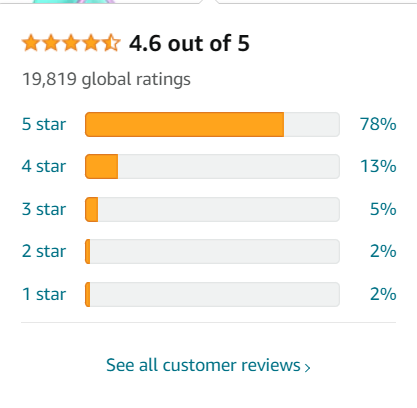 4.6 out of 5
19,819 global ratings
5 star 78%
4 star 13%
3 star 5%
2 star 2%
1 star 2%
See all customer reviews ›